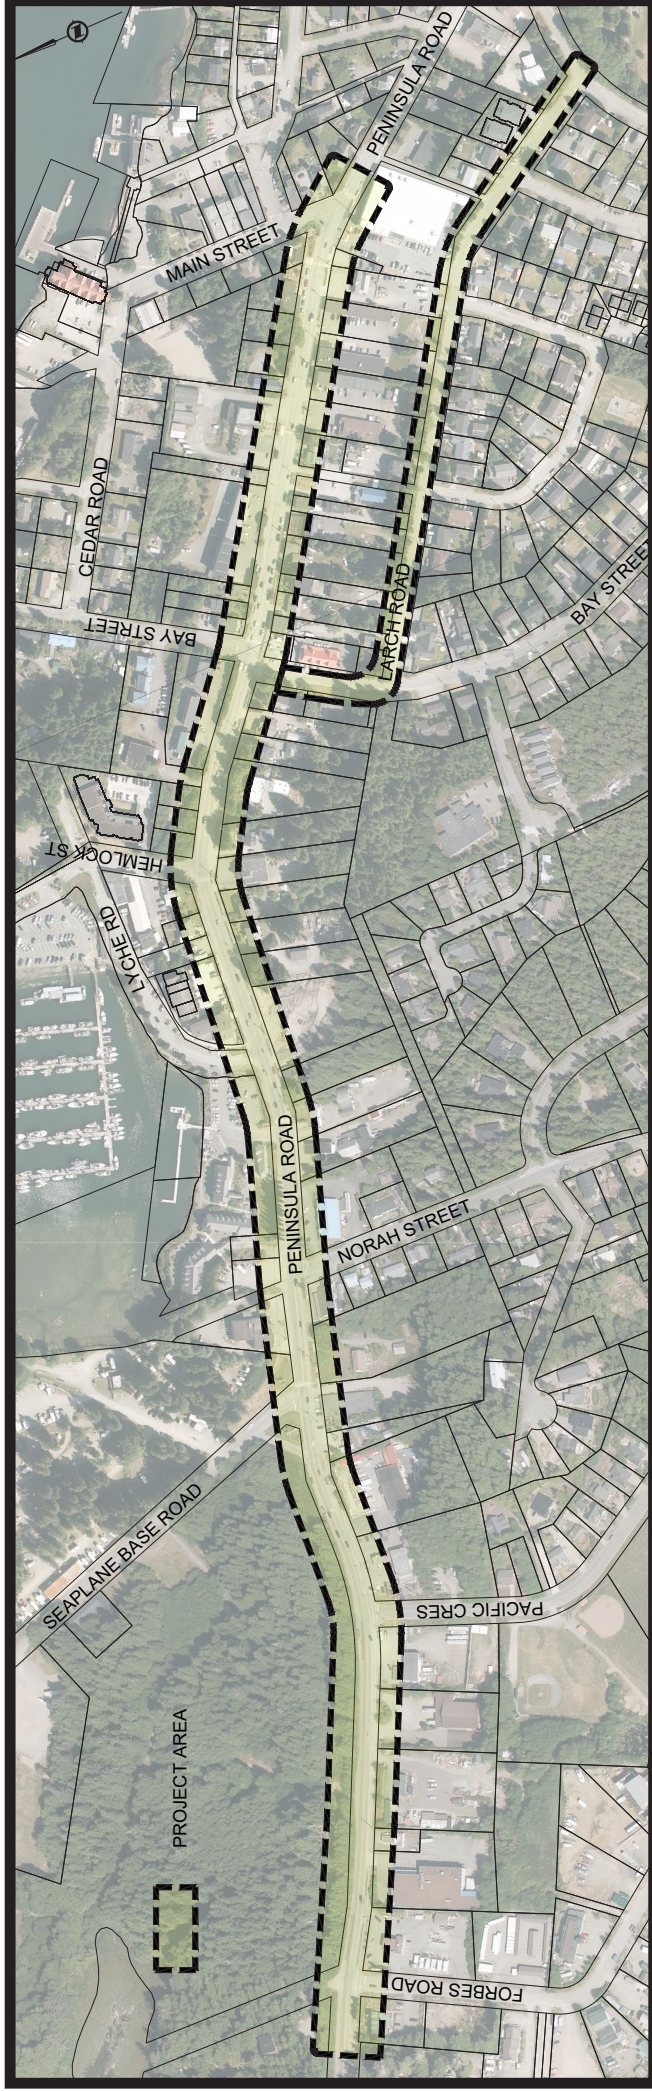 PENINSULA ROAD
MAIN STREET
CEDAR ROAD
BAY STREET
LARCH ROAD
BAY STREET
HEMLOCK ST
LYCHE RD
PENINSULA ROAD
NORAH STREET
SEAPLANE BASE ROAD
PACIFIC CRES
PROJECT AREA
FORBES ROAD